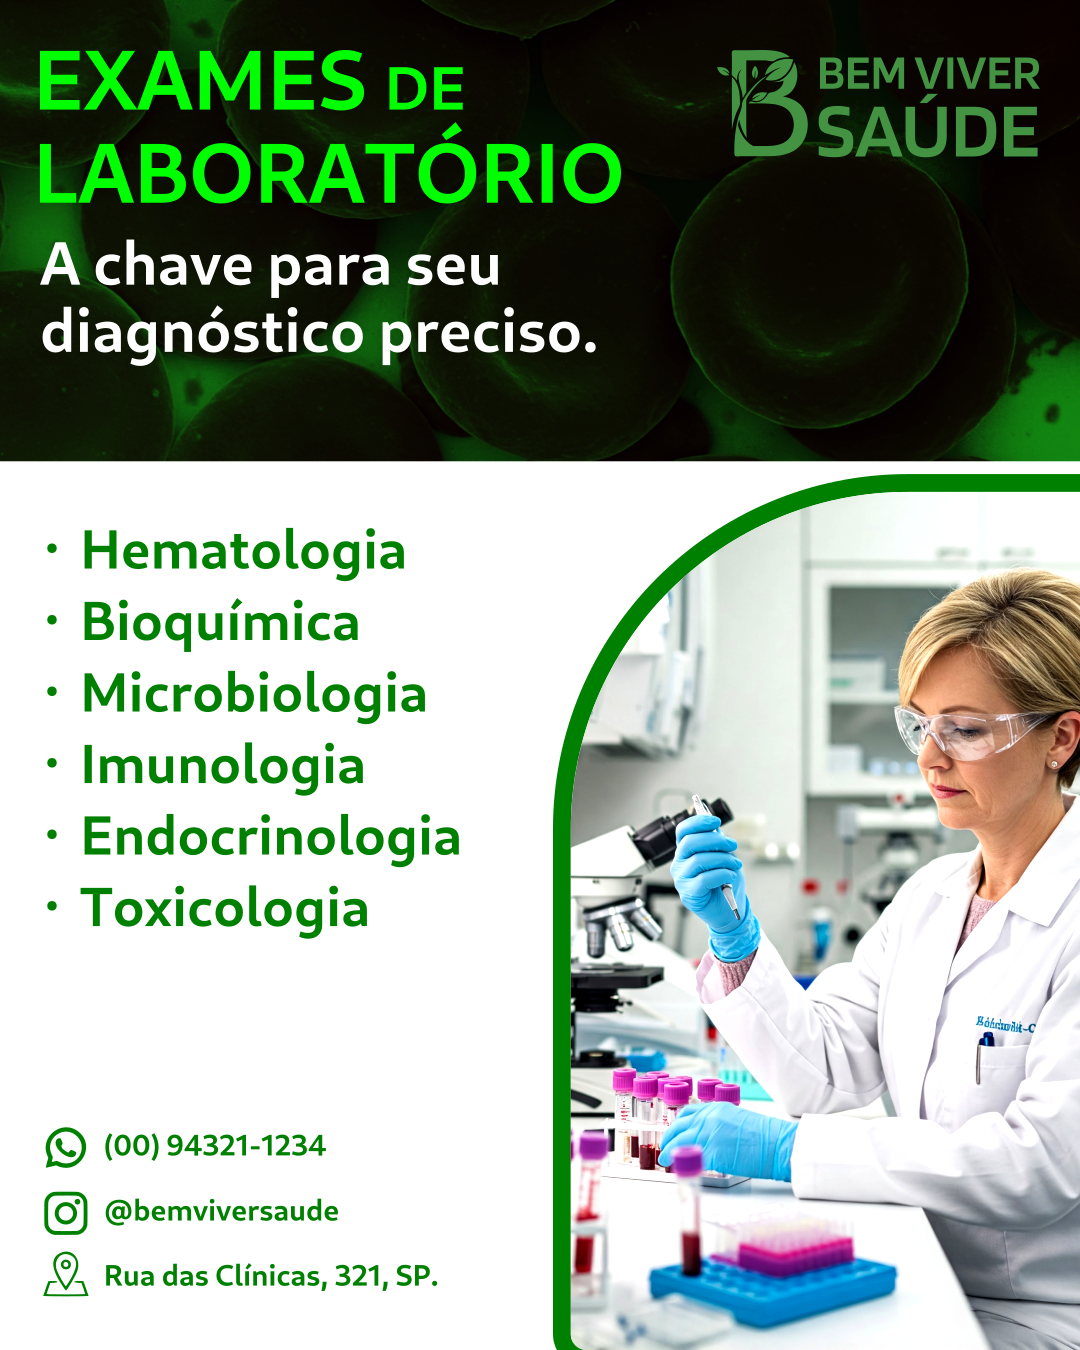 EXAMES DE
LABORATÓRIO
A chave para seu
diagnóstico preciso.
BEM VIVER
SAÚDE
· Hematologia
· Bioquímica
· Microbiologia
· Imunologia
· Endocrinologia
· Toxicologia
(00) 94321-1234
@bemviversaude
Rua das Clínicas, 321, SP.